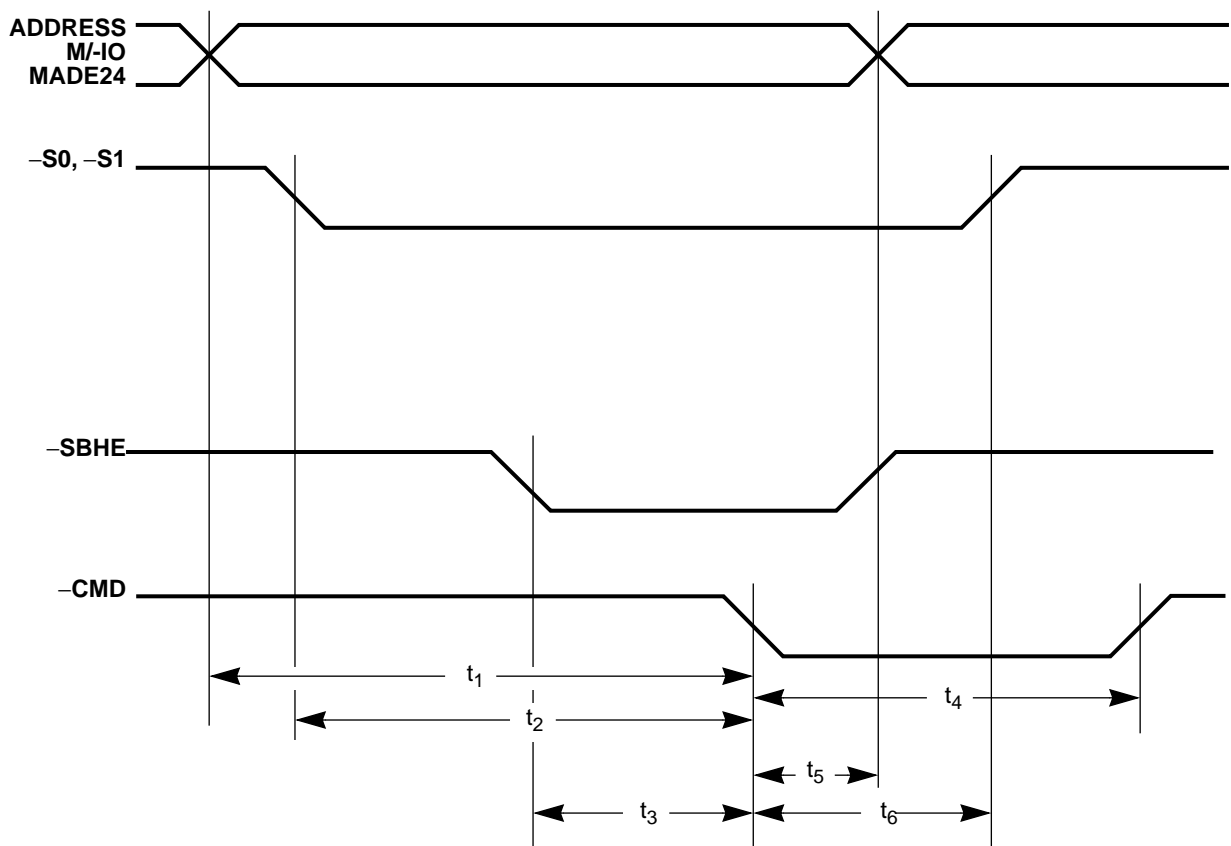 ADDRESS
M/-IO
MADE24
–S0, –S1
–SBHE
–CMD
t1
t4
t2
t5
t3
t6